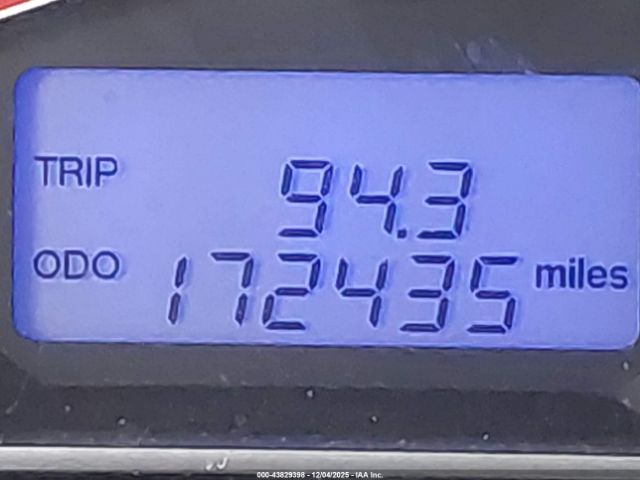 TRIP 94.3
ODO 172435 miles
000-43829398 - 12/04/2025 - IAA Inc.